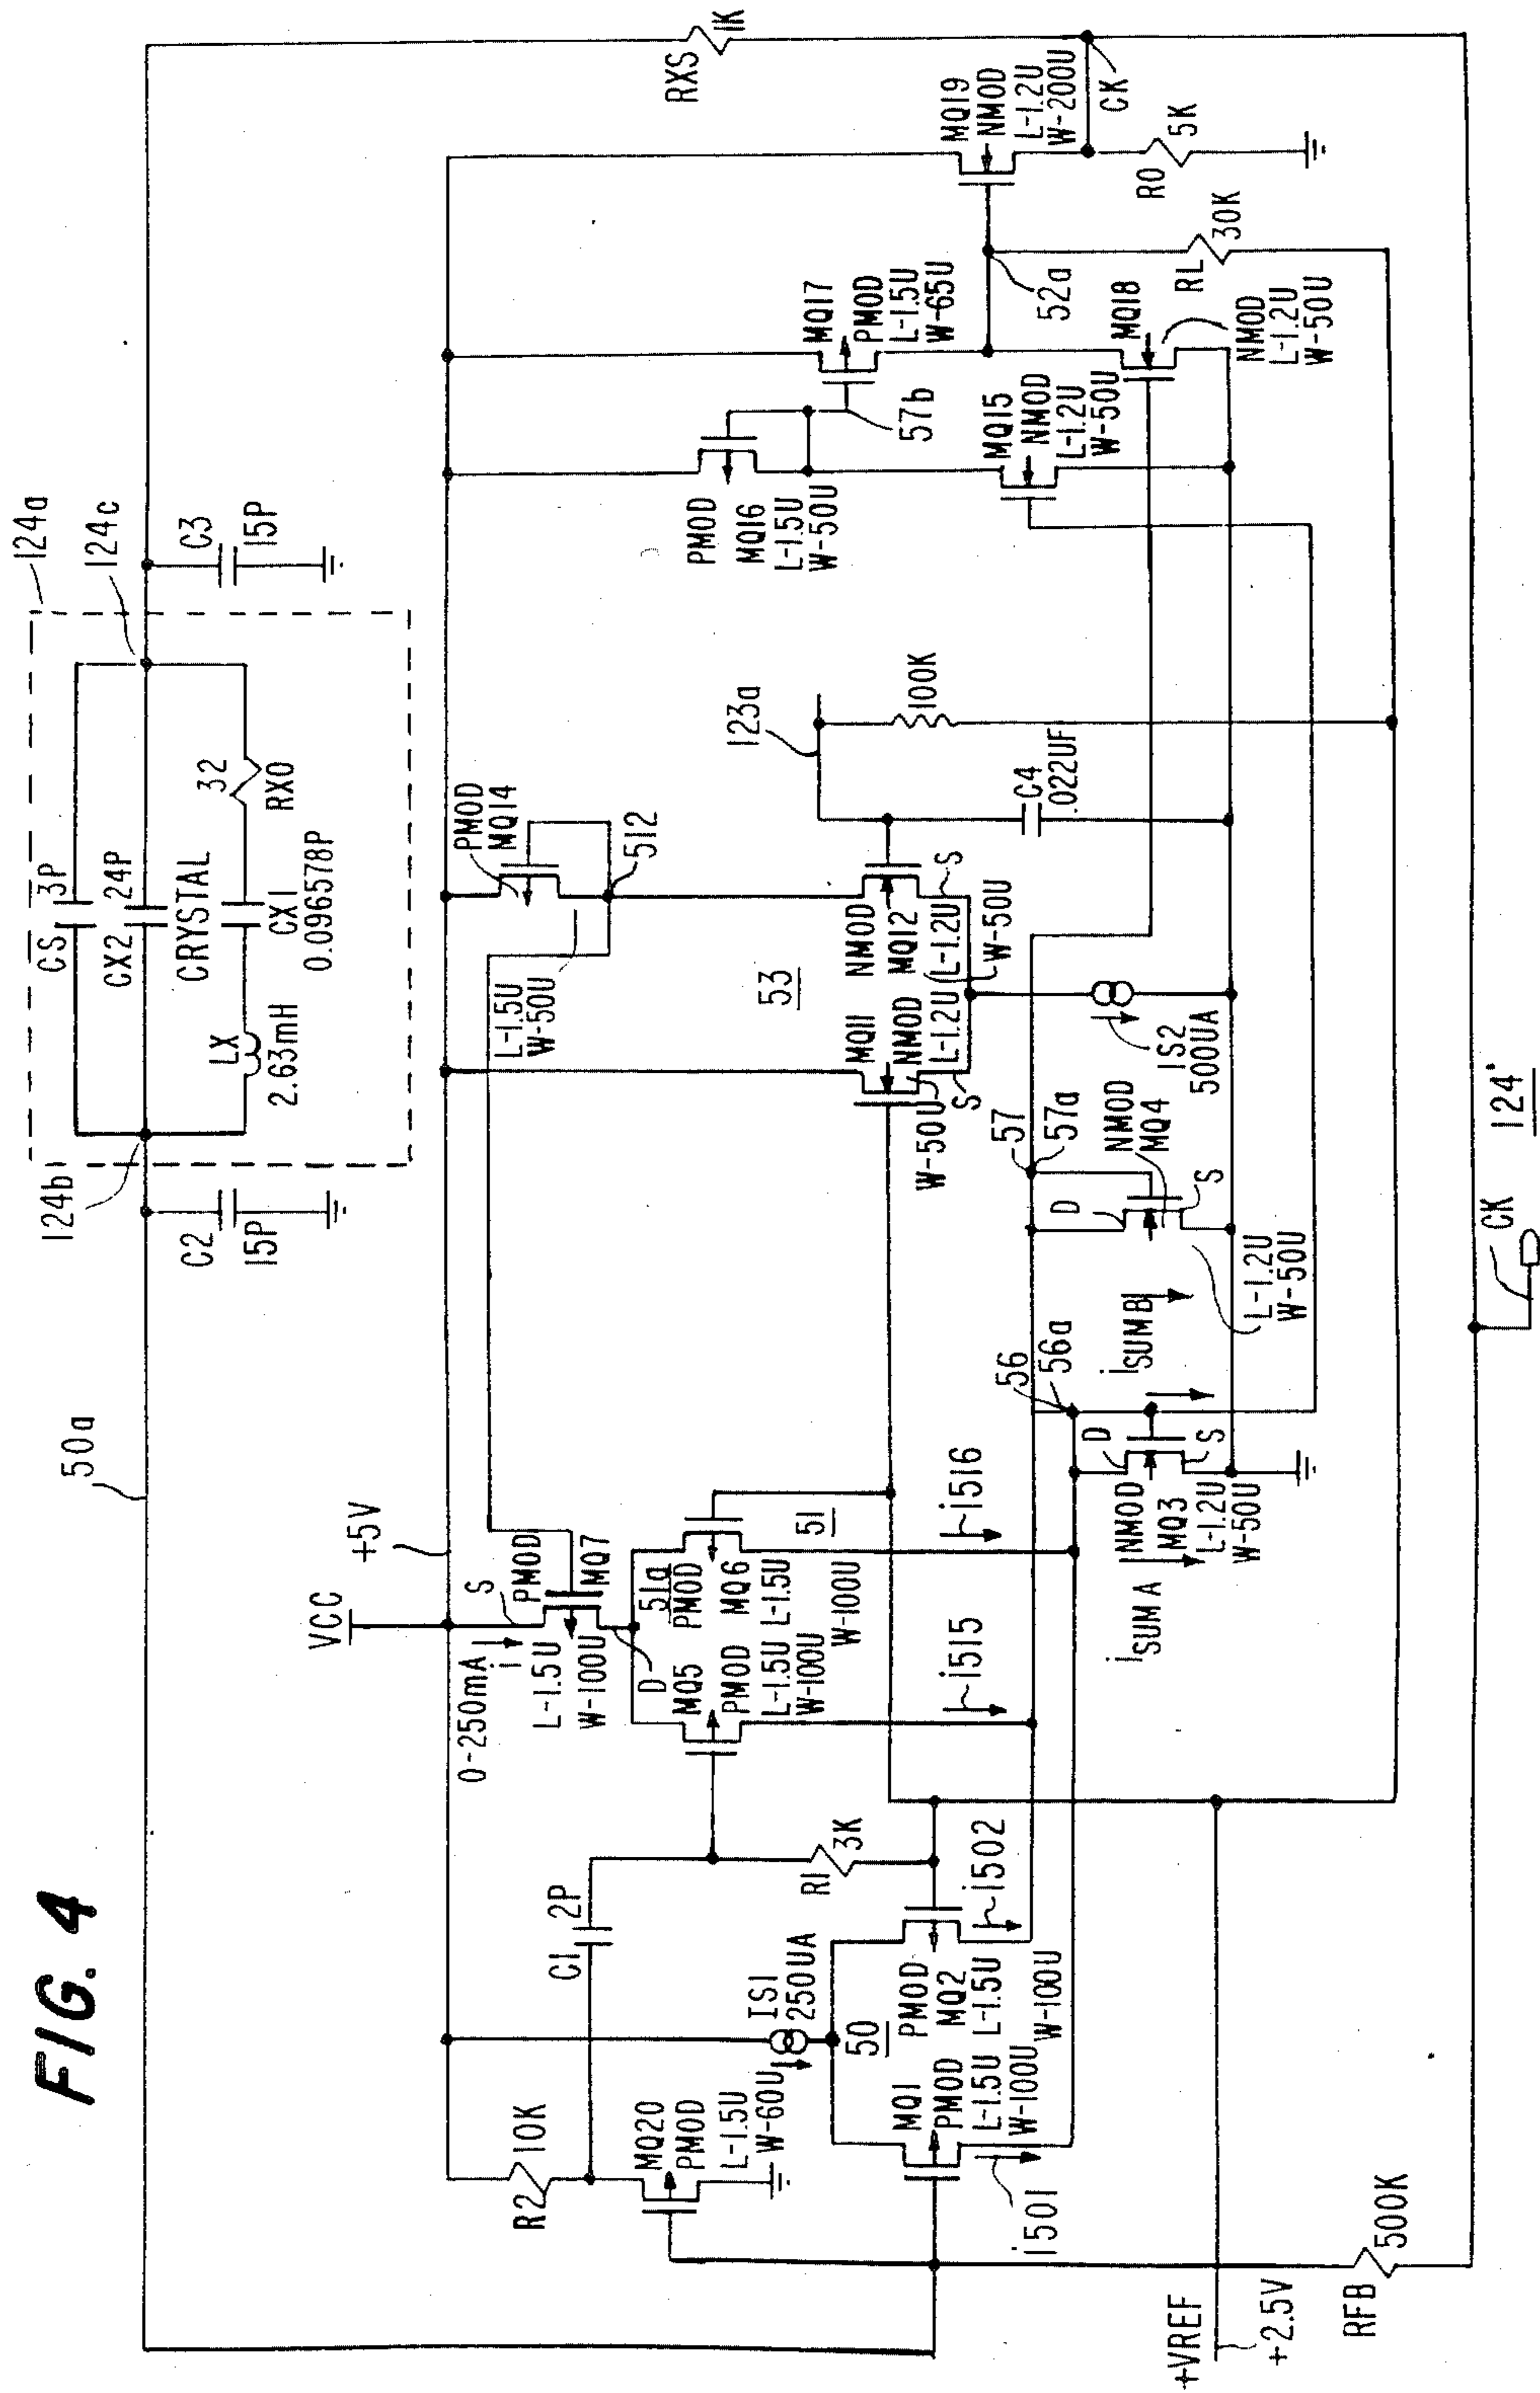 FIG. 4
50a
124b
124a
124c
C2
15P
CS
3P
CX2
24P
CRYSTAL
LX
2.63mH
CX1
0.096578P
32
RX0
C3
15P
RXS
1K
VCC
+5V
0-250mA
i
S
PMOD
MQ7
L-1.5U
W-100U
D
R2
10K
C1
2P
MQ20
PMOD
L-1.5U
W-60U
IS1
250UA
50
R1
3K
MQ1
PMOD
L-1.5U
W-100U
PMOD
MQ2
L-1.5U
W-100U
i501
i502
51a
MQ5
PMOD
L-1.5U
W-100U
PMOD
MQ6
L-1.5U
W-100U
51
i515
i516
PMOD
MQ14
L-1.5U
W-50U
512
53
MQ11
NMOD
L-1.2U
W-50U
S
NMOD
MQ12
L-1.2U
W-50U
S
123a
100K
C4
.022UF
IS2
500UA
PMOD
MQ16
L-1.5U
W-50U
57b
MQ17
PMOD
L-1.5U
W-65U
MQ15
NMOD
L-1.2U
W-50U
MQ18
NMOD
L-1.2U
W-50U
52a
RL
30K
MQ19
NMOD
L-1.2U
W-200U
CK
RO
5K
56
56a
57
57a
iSUMA
NMOD
MQ3
L-1.2U
W-50U
D
S
iSUMB
D
NMOD
MQ4
S
L-1.2U
W-50U
+VREF
+2.5V
RFB
500K
CK
124'